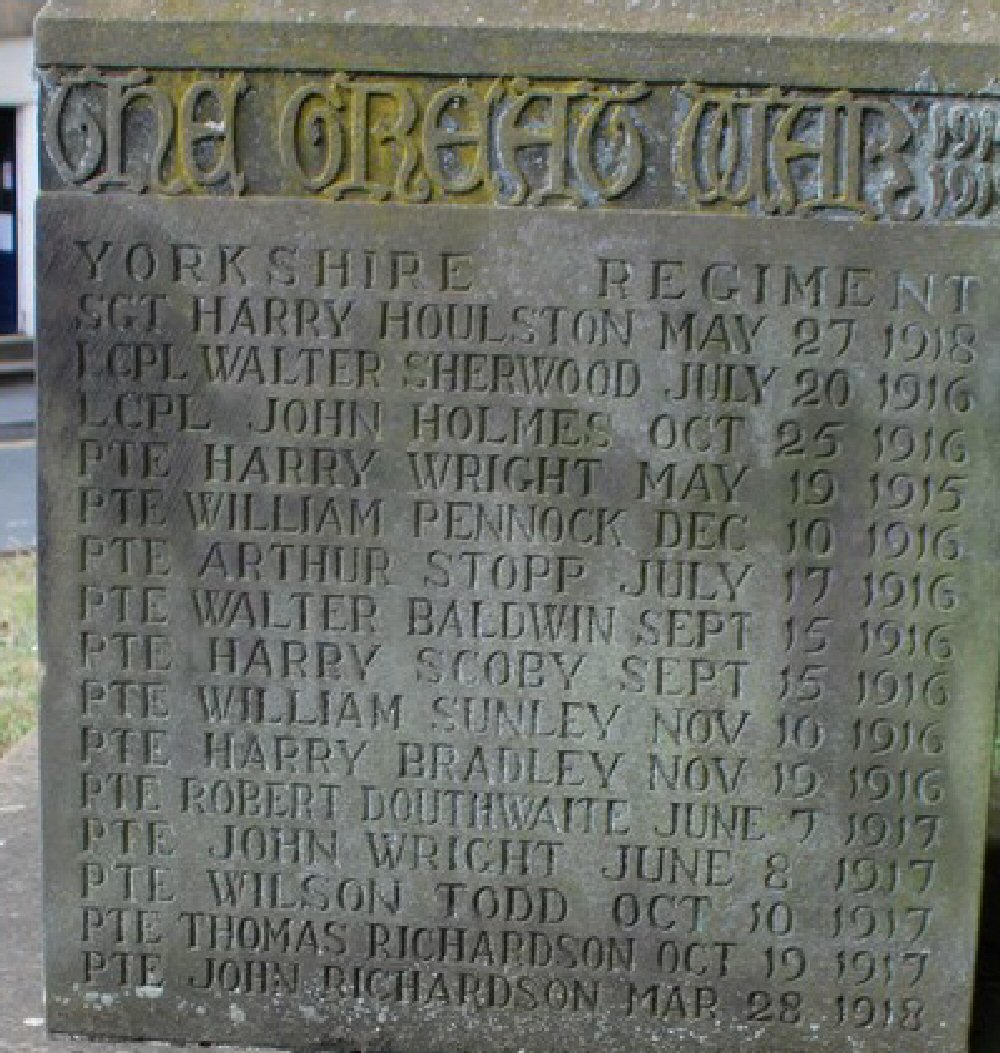 THE GREAT WAR
YORKSHIRE REGIMENT
SGT HARRY HOULSTON MAY 27 1918
LCPL WALTER SHERWOOD JULY 20 1916
LCPL JOHN HOLMES OCT 25 1916
PTE HARRY WRIGHT MAY 19 1915
PTE WILLIAM PENNOCK DEC 10 1916
PTE ARTHUR STOPP JULY 17 1916
PTE WALTER BALDWIN SEPT 15 1916
PTE HARRY SCOBY SEPT 15 1916
PTE WILLIAM SUNLEY NOV 10 1916
PTE HARRY BRADLEY NOV 19 1916
PTE ROBERT DOUTHWAITE JUNE 7 1917
PTE JOHN WRIGHT JUNE 8 1917
PTE WILSON TODD OCT 10 1917
PTE THOMAS RICHARDSON OCT 19 1917
PTE JOHN RICHARDSON MAR 28 1918